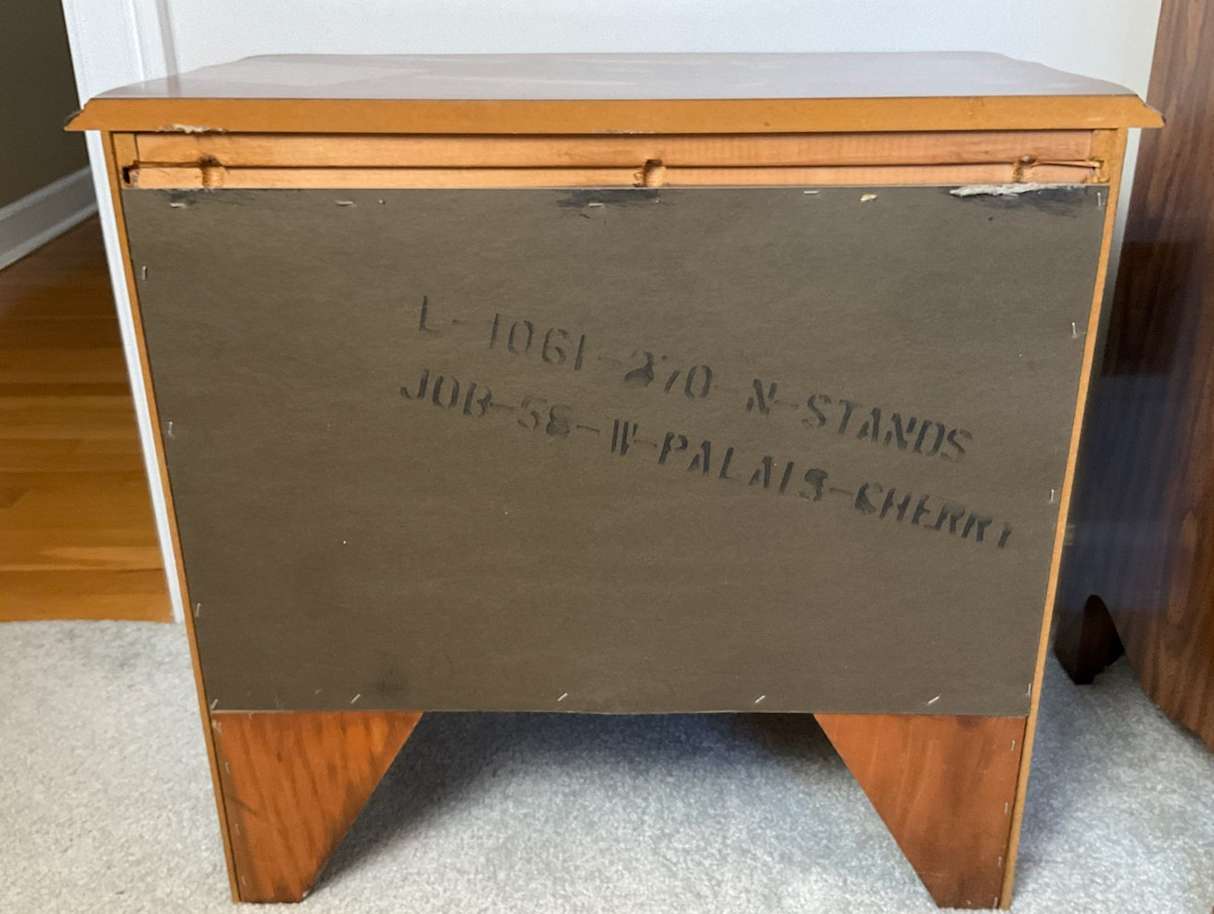 L-1061-270 N-STANDS
JOB-58-W-PALAIS-CHERRY